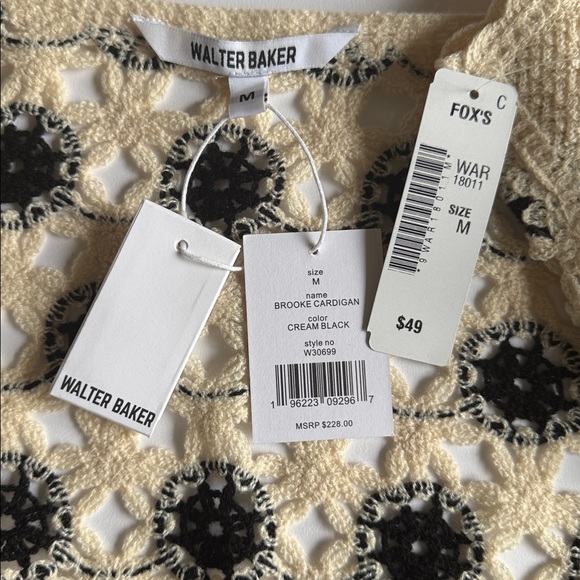 WALTER BAKER
M
WALTER BAKER
size
M
name
BROOKE CARDIGAN
color
CREAM BLACK
style no
W30699
1 96223 09296 7
MSRP $228.00
C
FOX'S
*9WAR18011M*
WAR
18011
SIZE
M
$49